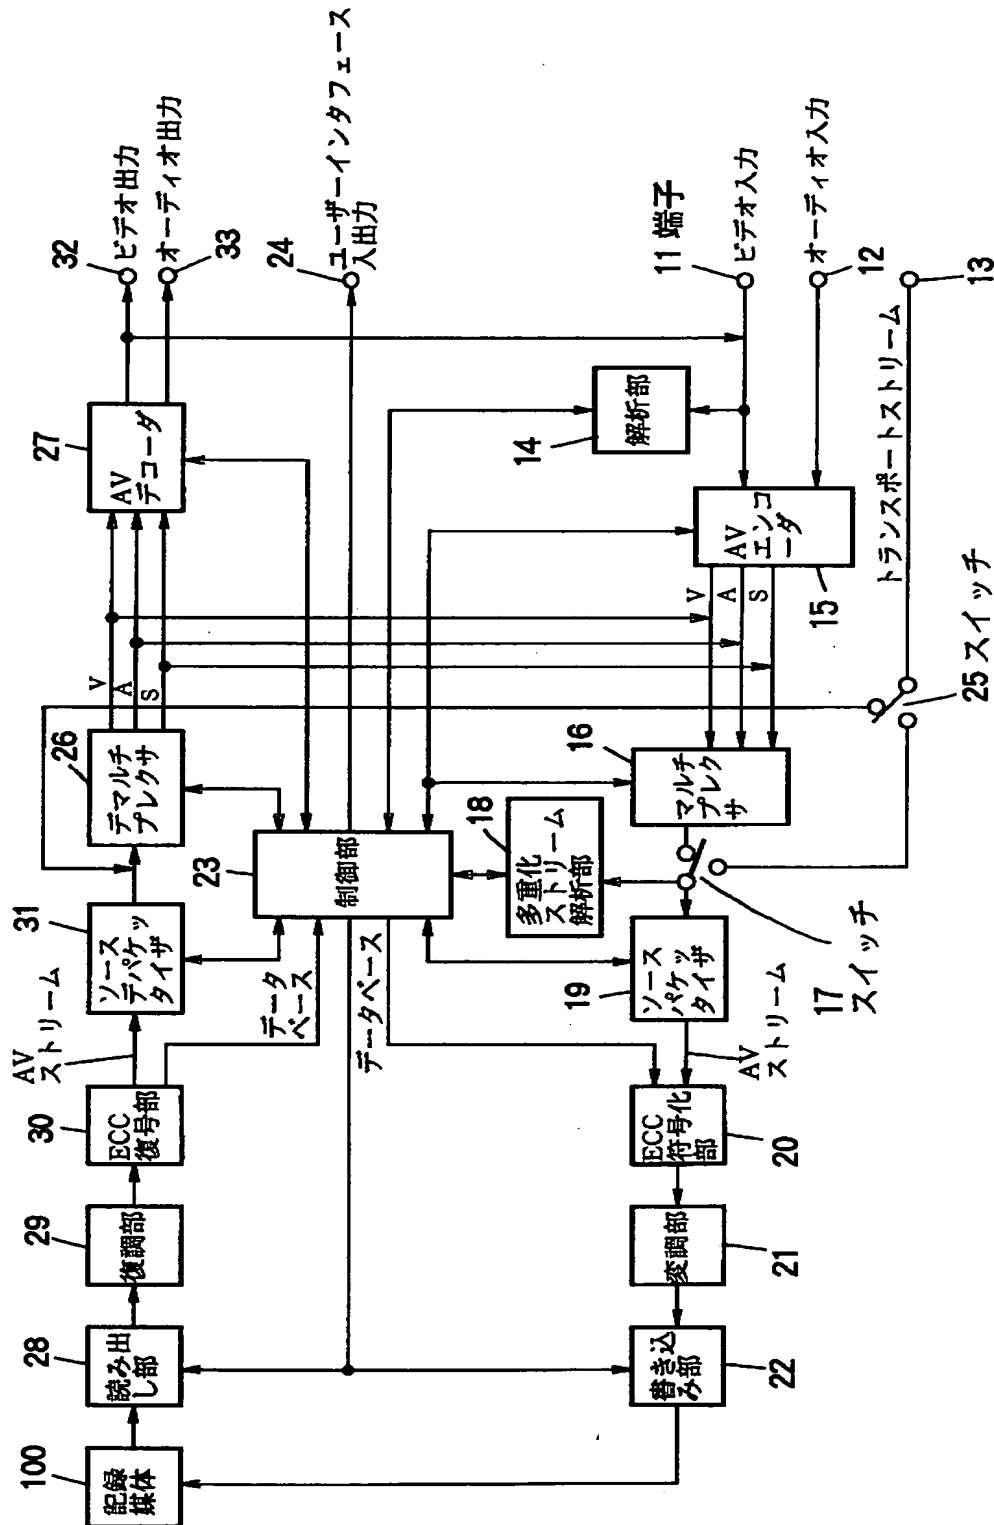 100
記録
媒体
28
読み出
し部
29
復調部
30
ECC
復号部
AV
ストリーム
31
ソース
デパケッ
タイザ
26
デマルチ
プレクサ
V
A
S
27
AV
デコーダ
32
ビデオ出力
オーディオ出力
33
24
ユーザーインタフェース
入出力
データ
ベース
データベース
23
制御部
18
多重化
ストリーム
解析部
14
解析部
11 端子
ビデオ入力
オーディオ入力
12
13
トランスポートストリーム
AV
エンコ
ーダ
15
V
A
S
16
マルチ
プレク
サ
25 スイッチ
17
スイッチ
19
ソース
パケッ
タイザ
AV
ストリーム
ECC
符号化
部
20
変調部
21
書き込
み部
22